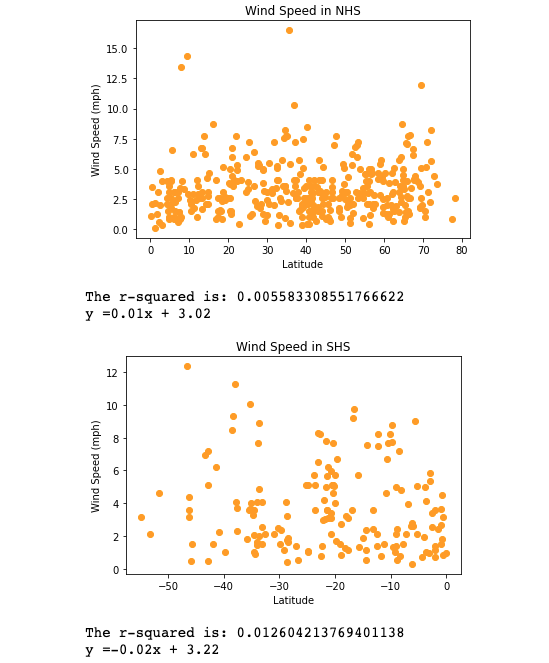 Wind Speed in NHS
Wind Speed (mph)
15.0
12.5
10.0
7.5
5.0
2.5
0.0
0 10 20 30 40 50 60 70 80
Latitude
The r-squared is: 0.005583308551766622
y =0.01x + 3.02
Wind Speed in SHS
Wind Speed (mph)
12
10
8
6
4
2
0
−50 −40 −30 −20 −10 0
Latitude
The r-squared is: 0.012604213769401138
y =-0.02x + 3.22